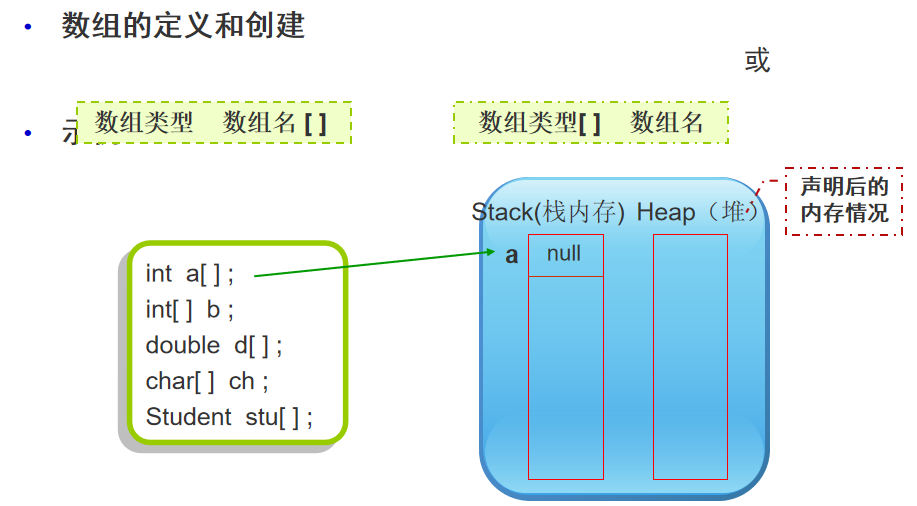 • 数组的定义和创建
或
数组类型 数组名 [ ]
数组类型[ ] 数组名
•
声明后的
内存情况
Stack(栈内存) Heap（堆）
a null
int a[ ] ;
int[ ] b ;
double d[ ] ;
char[ ] ch ;
Student stu[ ] ;